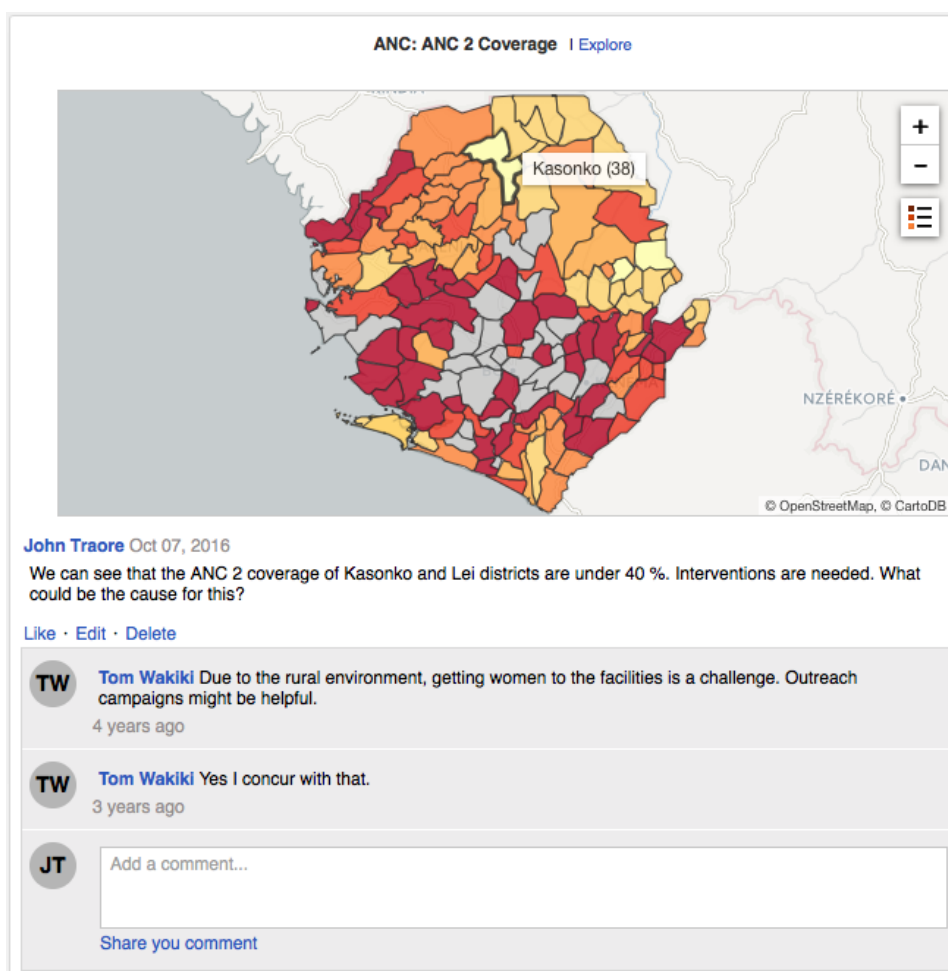 ANC: ANC 2 Coverage | Explore
+
Kasonko (38)
−
NZÉRÉKORÉ
DAN
© OpenStreetMap, © CartoDB
John Traore Oct 07, 2016
We can see that the ANC 2 coverage of Kasonko and Lei districts are under 40 %. Interventions are needed. What
could be the cause for this?
Like · Edit · Delete
TW
Tom Wakiki Due to the rural environment, getting women to the facilities is a challenge. Outreach
campaigns might be helpful.
4 years ago
TW
Tom Wakiki Yes I concur with that.
3 years ago
JT
Add a comment...
Share you comment